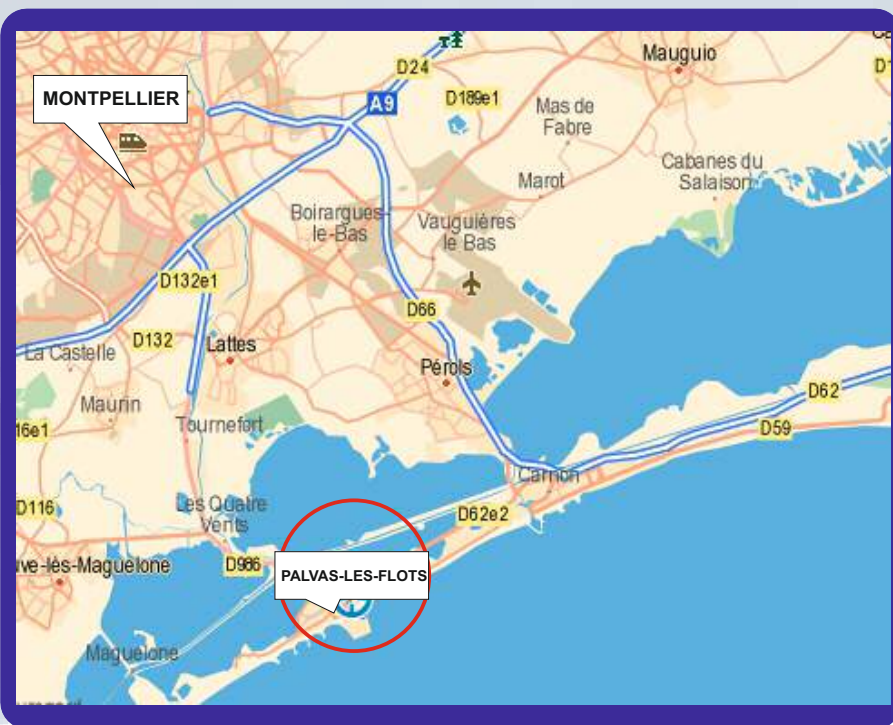 Mauguio
D24
MONTPELLIER
A9
D189e1
Mas de
Fabre
Cabanes du
Salaison
Marot
Boirargues-
le-Bas
Vauguières
le Bas
D132e1
D66
D132
Lattes
La Castelle
Pérols
D62
Maurin
Tournefort
D59
16e1
Carnon
D116
Les Quatre
Vents
D62e2
ve-lès-Maguelone
D986
PALVAS-LES-FLOTS
Maguelone